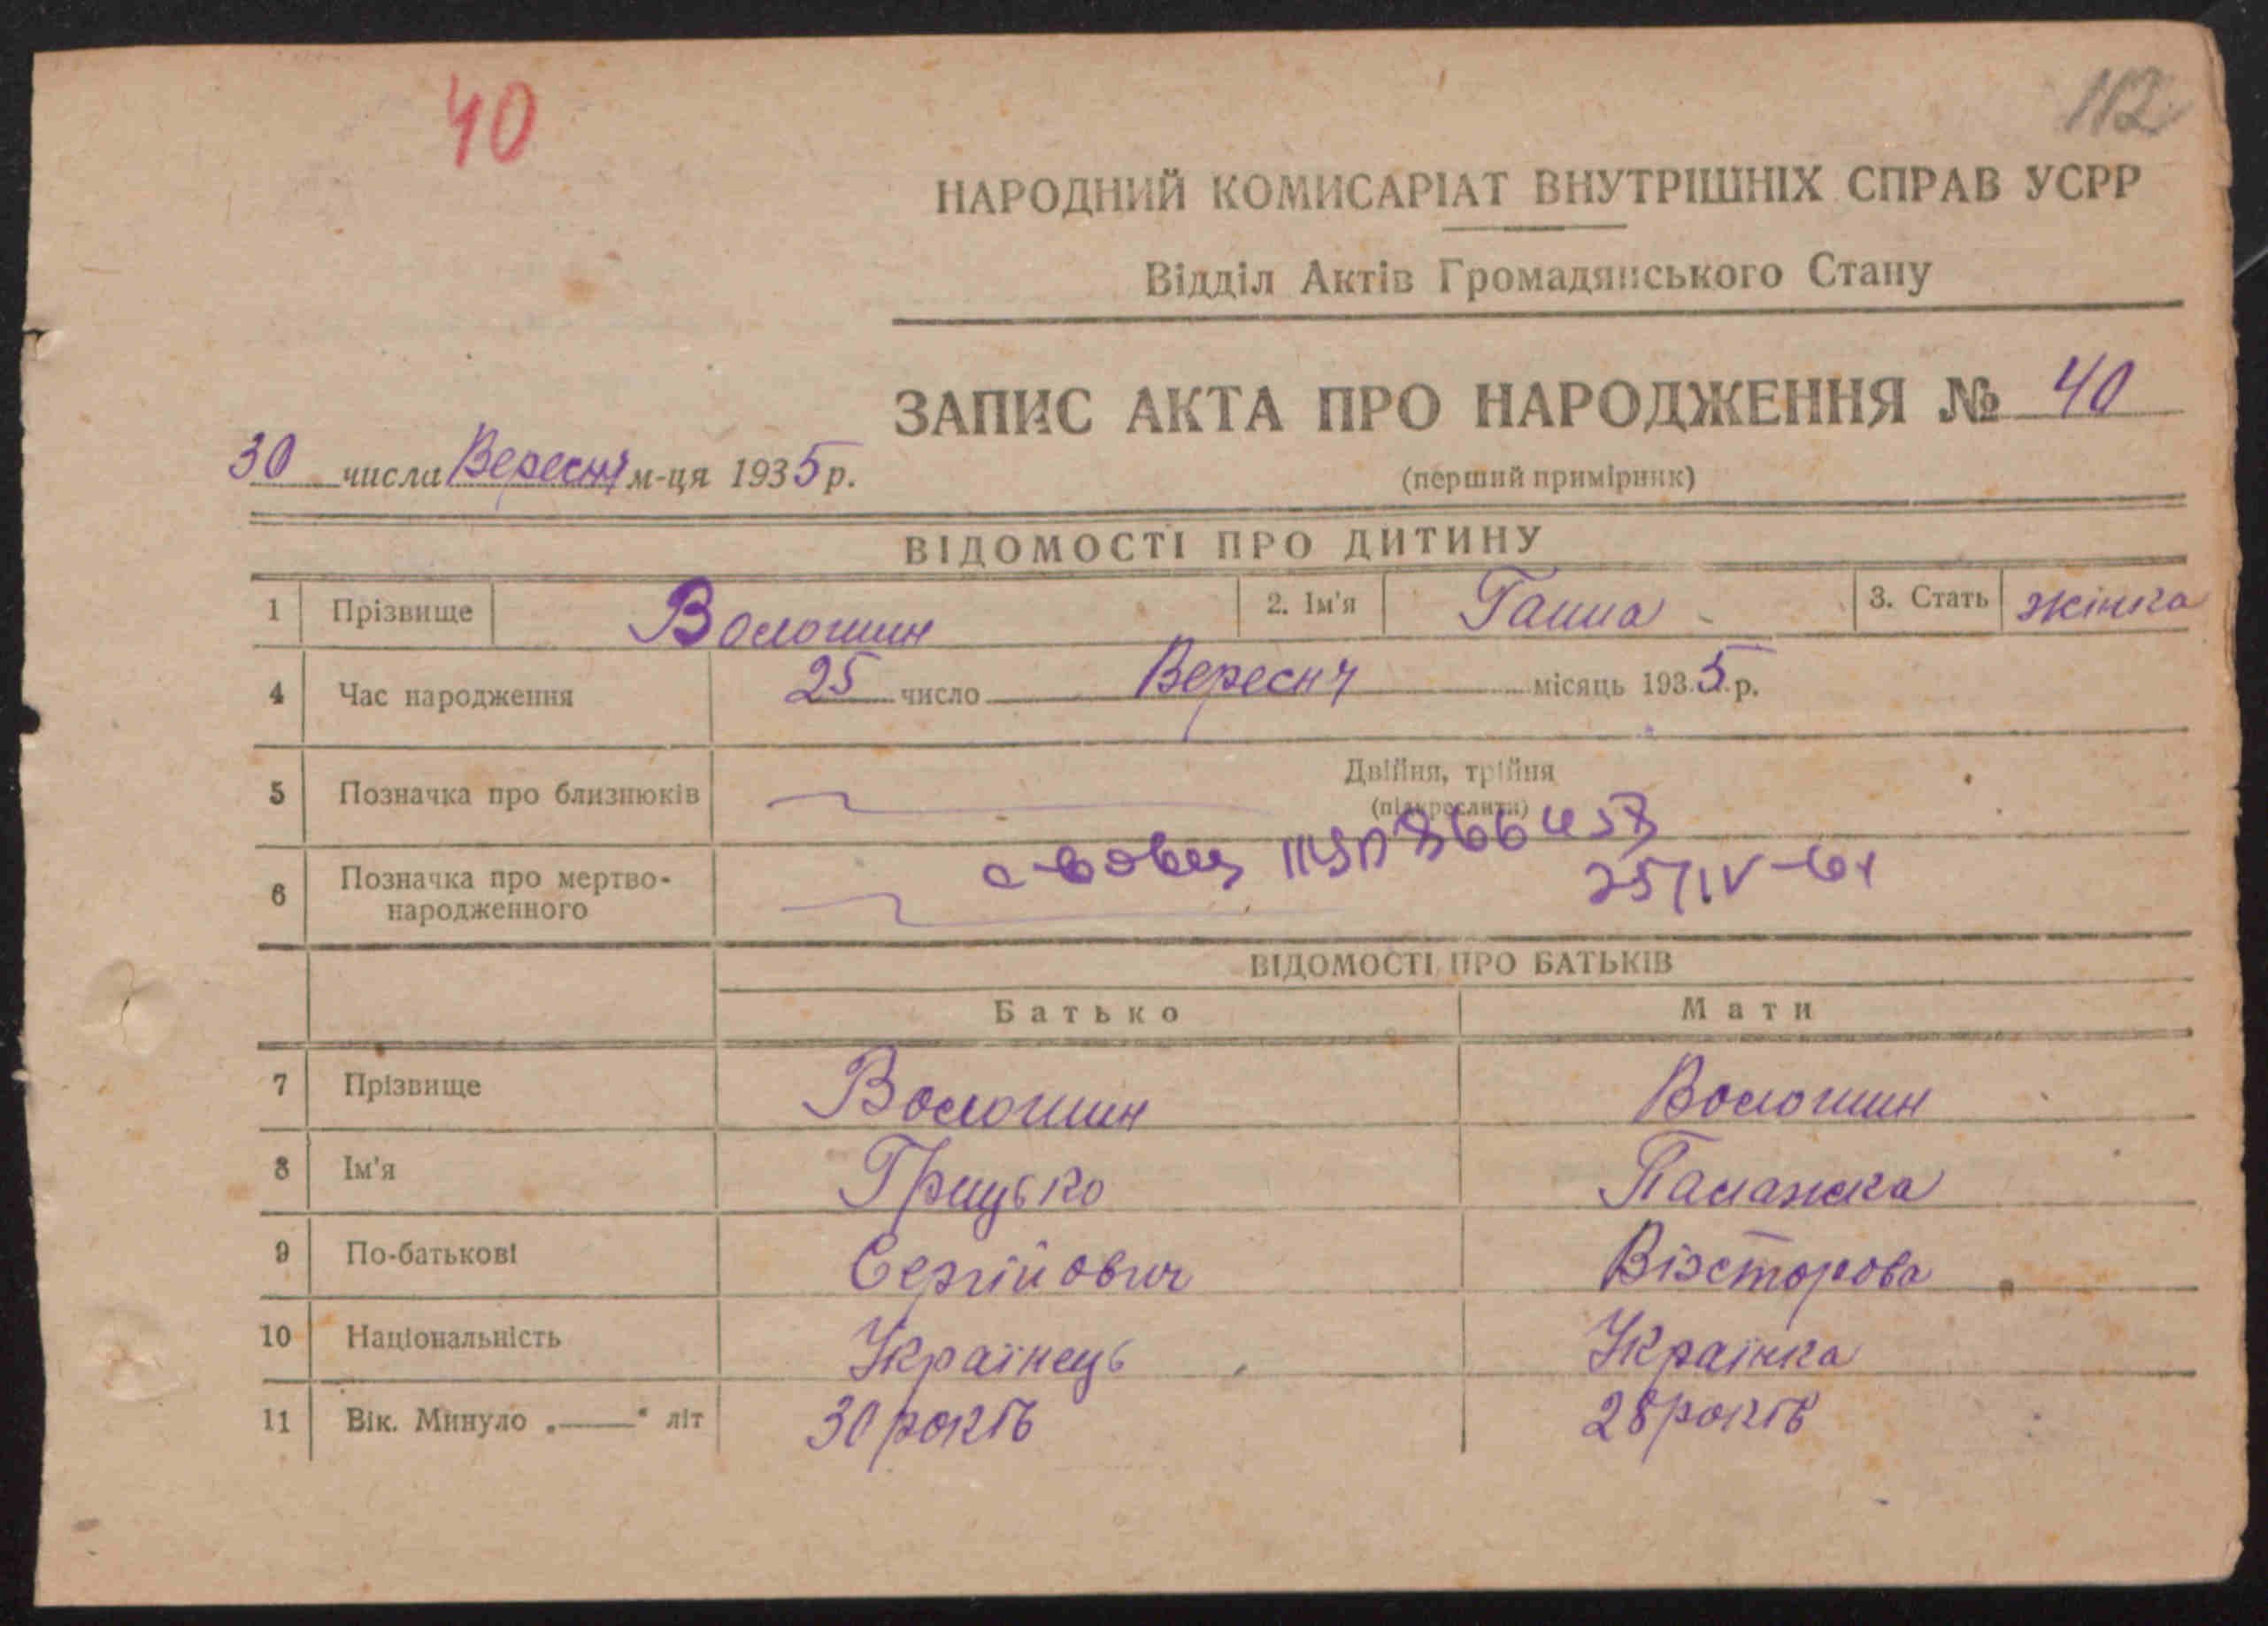 40
112
НАРОДНИЙ КОМИСАРІАТ ВНУТРІШНІХ СПРАВ УСРР
Відділ Актів Громадянського Стану
ЗАПИС АКТА ПРО НАРОДЖЕННЯ № 40
30 числа Вересня м-ця 1935 р.
(перший примірник)
ВІДОМОСТІ ПРО ДИТИНУ
1 Прізвище Волошин 2. Ім'я Ганна 3. Стать жінка
4 Час народження 25 число Вересня місяць 1935 р.
5 Позначка про близнюків Двійня, трійня
(підкреслити)
25/IV-61
6 Позначка про мертво-
народженного
ВІДОМОСТІ ПРО БАТЬКІВ
Батько Мати
7 Прізвище Волошин Волошин
8 Ім'я Грицько Палажка
9 По-батькові Сергійович Вікторова
10 Національність Українець Українка
11 Вік. Минуло „——" літ 30 років 28 років